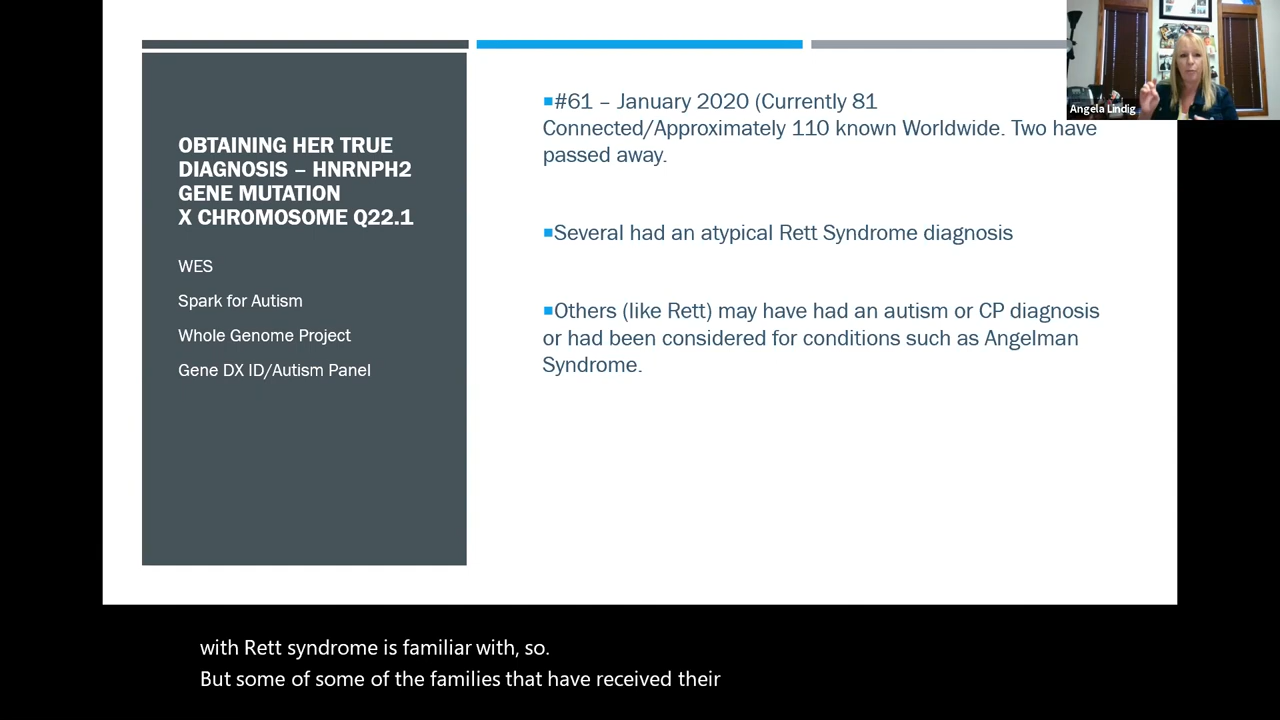 Angela Lindig
OBTAINING HER TRUE
DIAGNOSIS – HNRNPH2
GENE MUTATION
X CHROMOSOME Q22.1
WES
Spark for Autism
Whole Genome Project
Gene DX ID/Autism Panel
#61 – January 2020 (Currently 81
Connected/Approximately 110 known Worldwide. Two have
passed away.
Several had an atypical Rett Syndrome diagnosis
Others (like Rett) may have had an autism or CP diagnosis
or had been considered for conditions such as Angelman
Syndrome.
with Rett syndrome is familiar with, so.
But some of some of the families that have received their